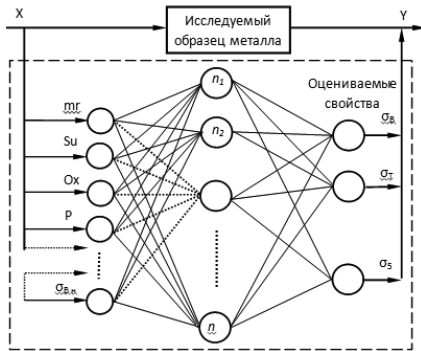 X
Y
Исследуемый
образец металла
Оцениваемые
свойства
n₁
mr
n₂
σв
Su
Ox
σт
P
σ₅
σв.н.
n